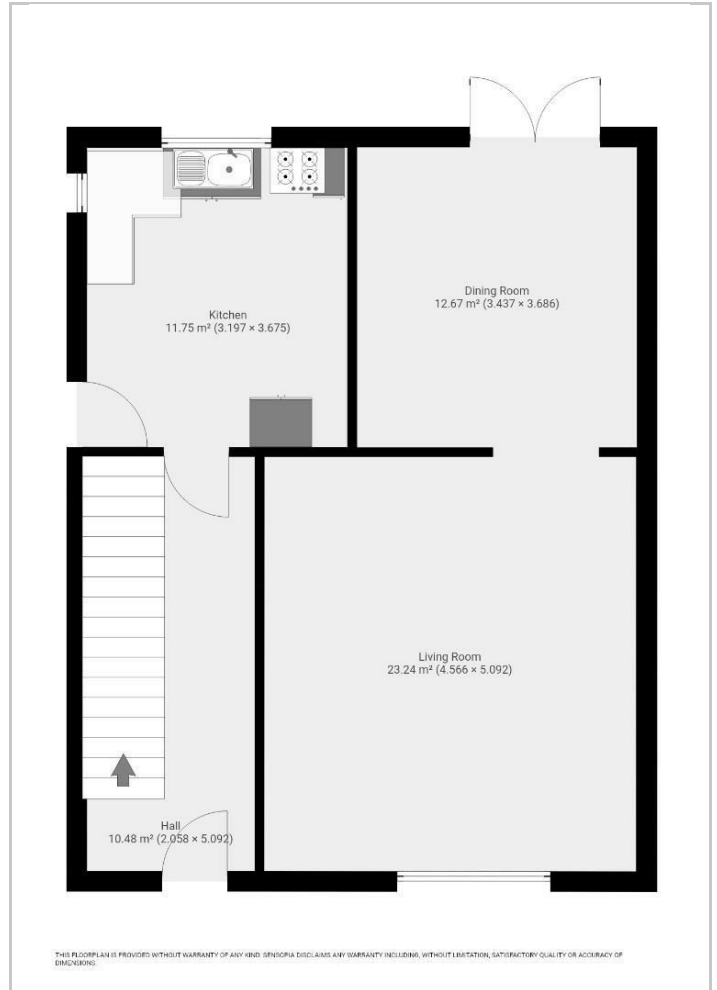 Dining Room
12.67 m² (3.437 × 3.686)
Kitchen
11.75 m² (3.197 × 3.675)
Living Room
23.24 m² (4.566 × 5.092)
Hall
10.48 m² (2.058 × 5.092)
THIS FLOORPLAN IS PROVIDED WITHOUT WARRANTY OF ANY KIND. SENSOPIA DISCLAIMS ANY WARRANTY INCLUDING, WITHOUT LIMITATION, SATISFACTORY QUALITY OR ACCURACY OF
DIMENSIONS.